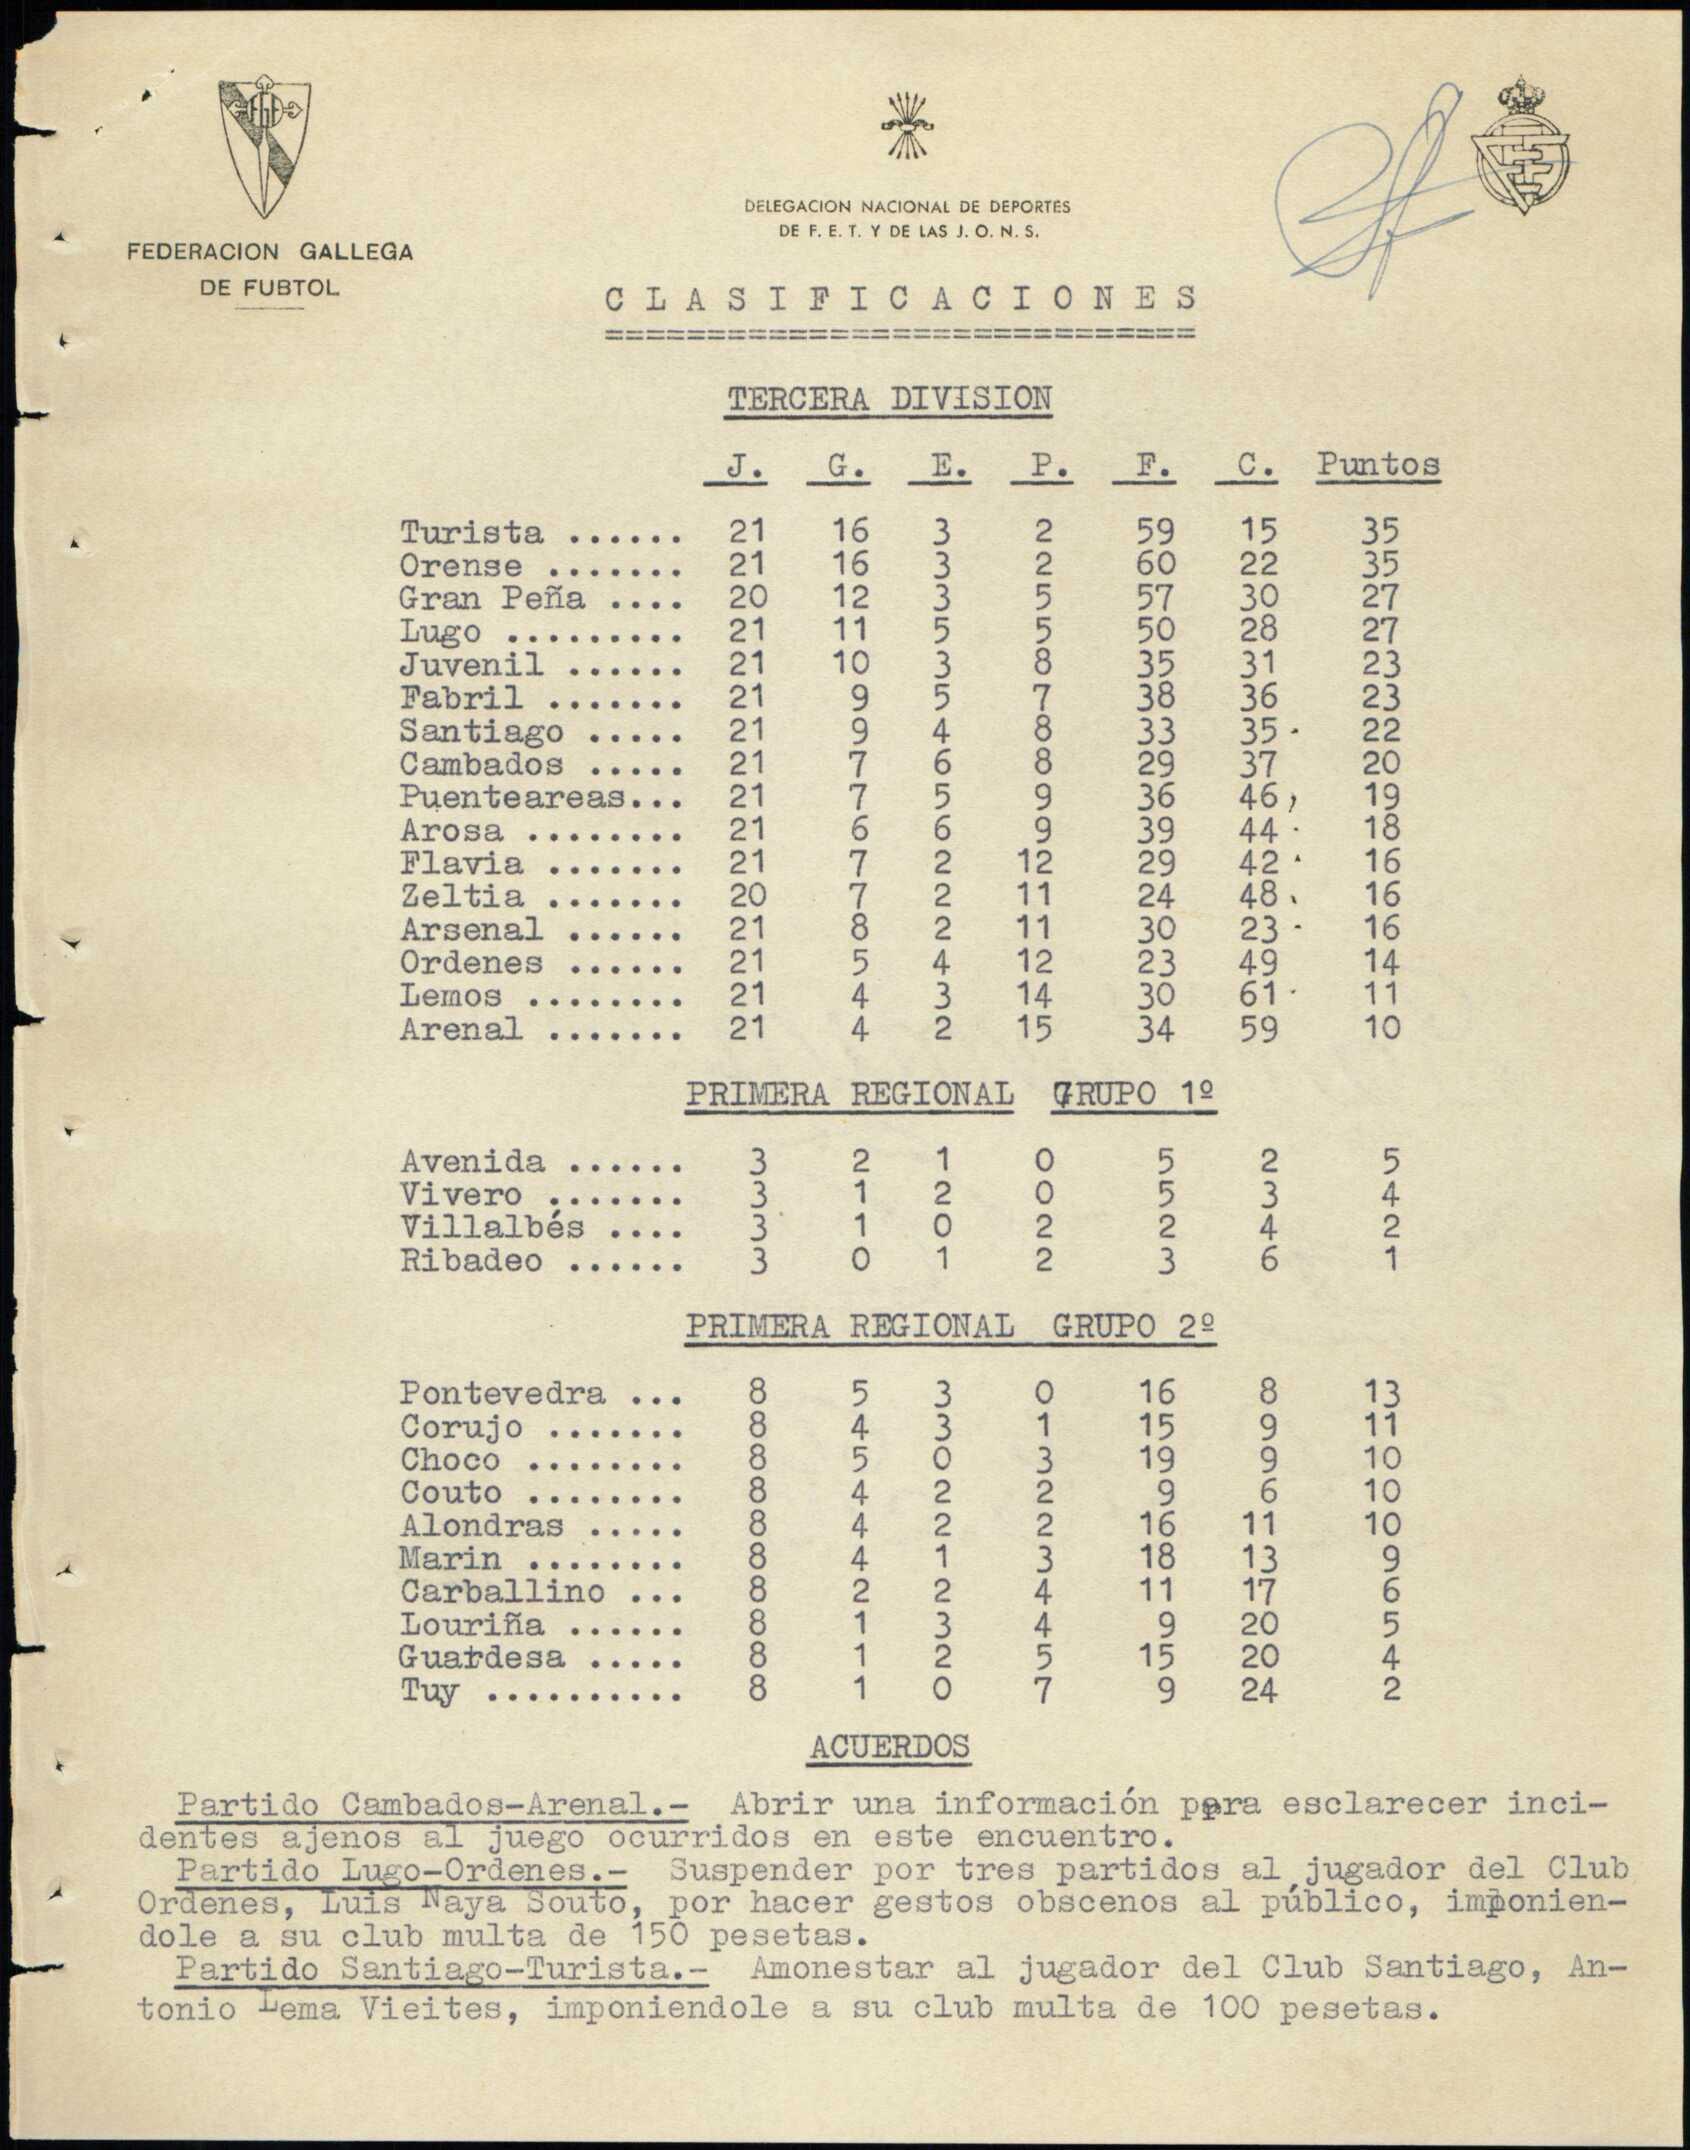 FGF
FEDERACION GALLEGA
DE FUBTOL
DELEGACION NACIONAL DE DEPORTES
DE F. E. T. Y DE LAS J. O. N. S.
C L A S I F I C A C I O N E S
=============================
TERCERA DIVISION
J. G. E. P. F. C. Puntos
Turista ...... 21 16 3 2 59 15 35
Orense ....... 21 16 3 2 60 22 35
Gran Peña .... 20 12 3 5 57 30 27
Lugo ......... 21 11 5 5 50 28 27
Juvenil ...... 21 10 3 8 35 31 23
Fabril ....... 21 9 5 7 38 36 23
Santiago ..... 21 9 4 8 33 35 22
Cambados ..... 21 7 6 8 29 37 20
Puenteareas... 21 7 5 9 36 46 19
Arosa ........ 21 6 6 9 39 44 18
Flavia ....... 21 7 2 12 29 42 16
Zeltia ....... 20 7 2 11 24 48 16
Arsenal ...... 21 8 2 11 30 23 16
Ordenes ...... 21 5 4 12 23 49 14
Lemos ........ 21 4 3 14 30 61 11
Arenal ....... 21 4 2 15 34 59 10
PRIMERA REGIONAL GRUPO 1º
Avenida ...... 3 2 1 0 5 2 5
Vivero ....... 3 1 2 0 5 3 4
Villalbés .... 3 1 0 2 2 4 2
Ribadeo ...... 3 0 1 2 3 6 1
PRIMERA REGIONAL GRUPO 2º
Pontevedra ... 8 5 3 0 16 8 13
Corujo ....... 8 4 3 1 15 9 11
Choco ........ 8 5 0 3 19 9 10
Couto ........ 8 4 2 2 9 6 10
Alondras ..... 8 4 2 2 16 11 10
Marin ........ 8 4 1 3 18 13 9
Carballino ... 8 2 2 4 11 17 6
Louriña ...... 8 1 3 4 9 20 5
Guardesa ..... 8 1 2 5 15 20 4
Tuy .......... 8 1 0 7 9 24 2
ACUERDOS
Partido Cambados-Arenal.- Abrir una información para esclarecer inci-
dentes ajenos al juego ocurridos en este encuentro.
Partido Lugo-Ordenes.- Suspender por tres partidos al jugador del Club
Ordenes, Luis Naya Souto, por hacer gestos obscenos al público, imponien-
dole a su club multa de 150 pesetas.
Partido Santiago-Turista.- Amonestar al jugador del Club Santiago, An-
tonio Lema Vieites, imponiendole a su club multa de 100 pesetas.